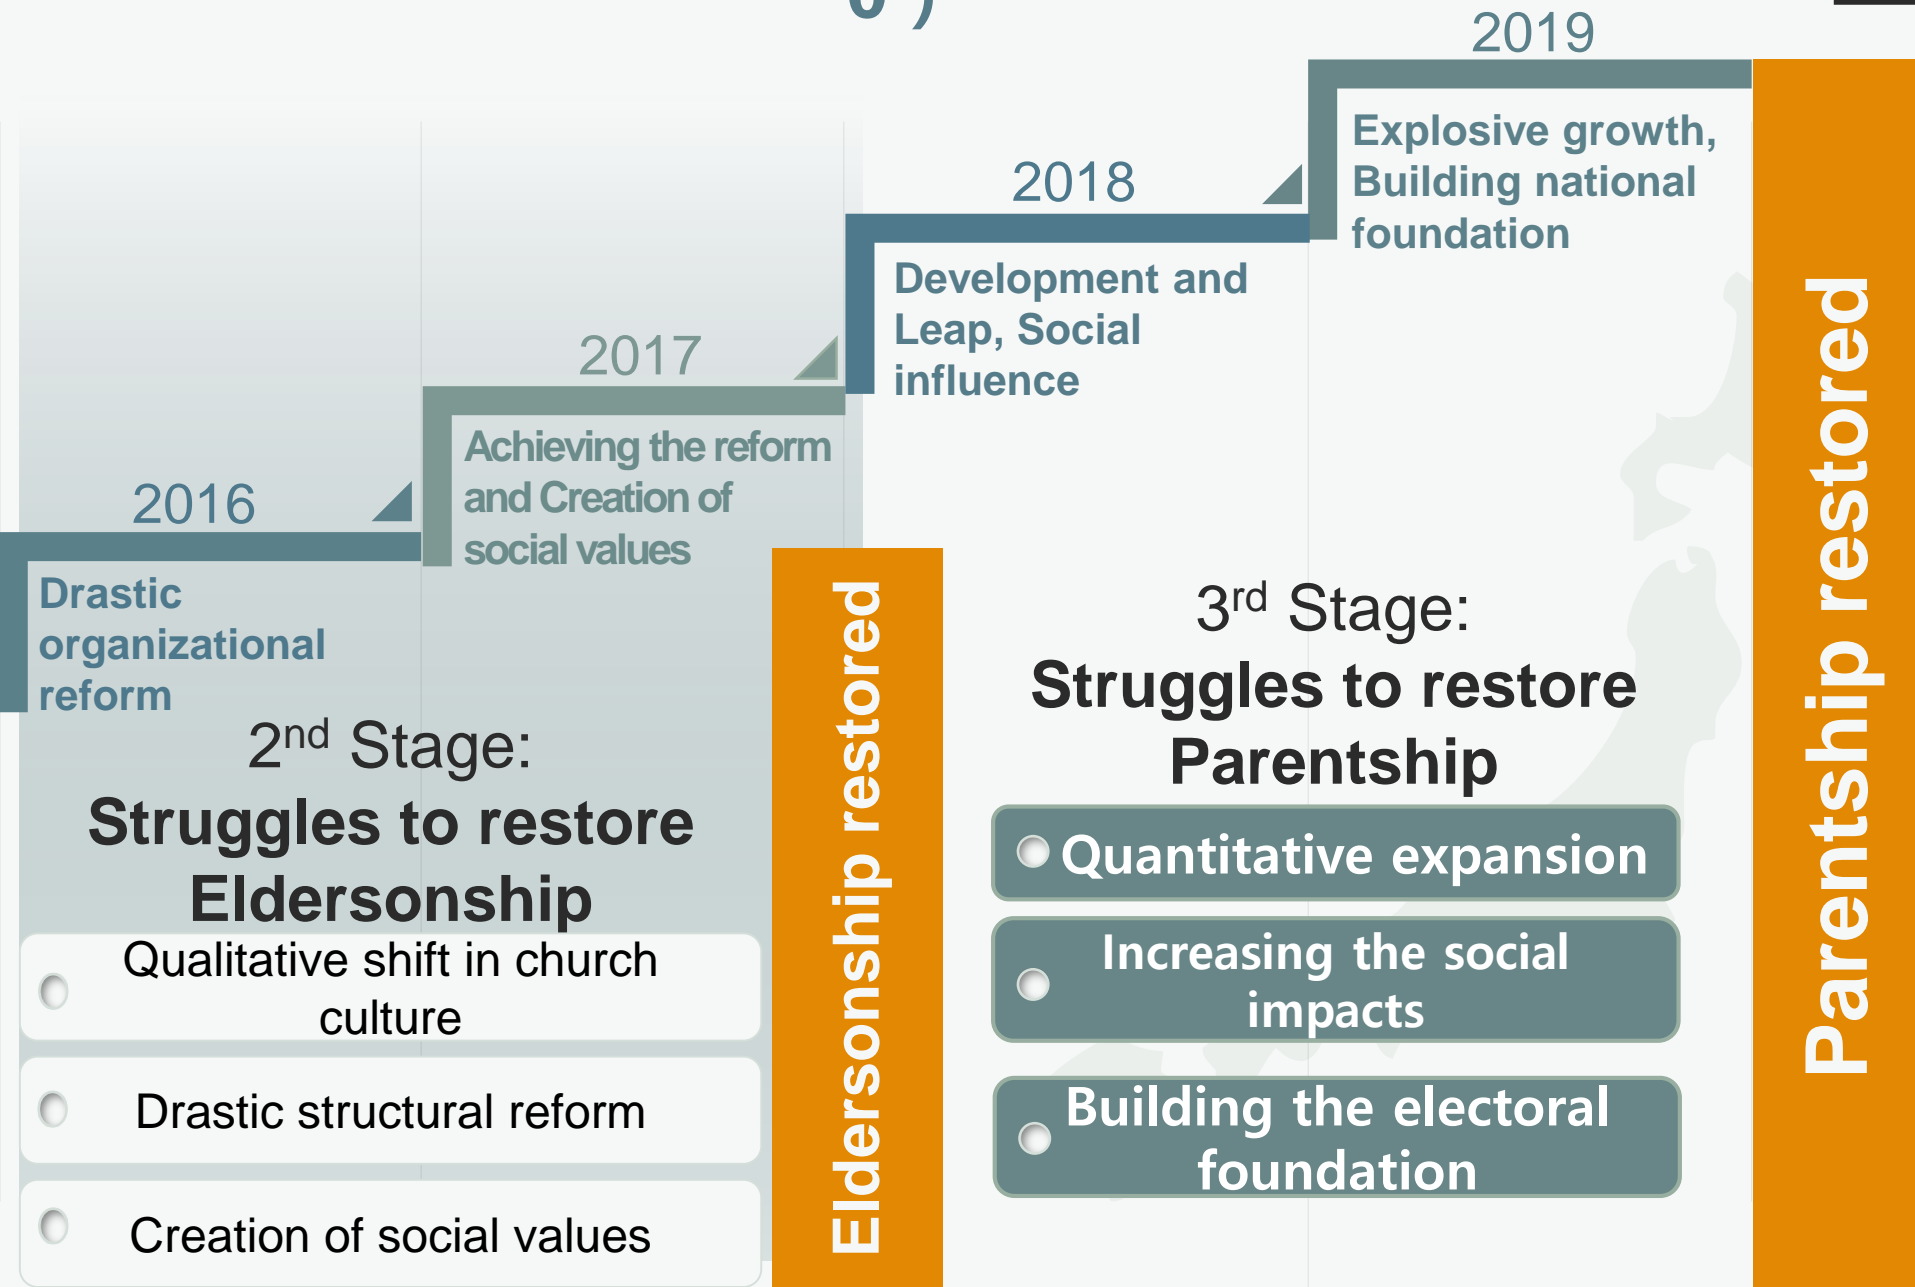 2016
Drastic
organizational
reform
2017
Achieving the reform
and Creation of
social values
2018
Development and
Leap, Social
influence
2019
Explosive growth,
Building national
foundation
2nd Stage:
Struggles to restore
Eldersonship
Qualitative shift in church
culture
Drastic structural reform
Creation of social values
Eldersonship restored
3rd Stage:
Struggles to restore
Parentship
Quantitative expansion
Increasing the social
impacts
Building the electoral
foundation
Parentship restored